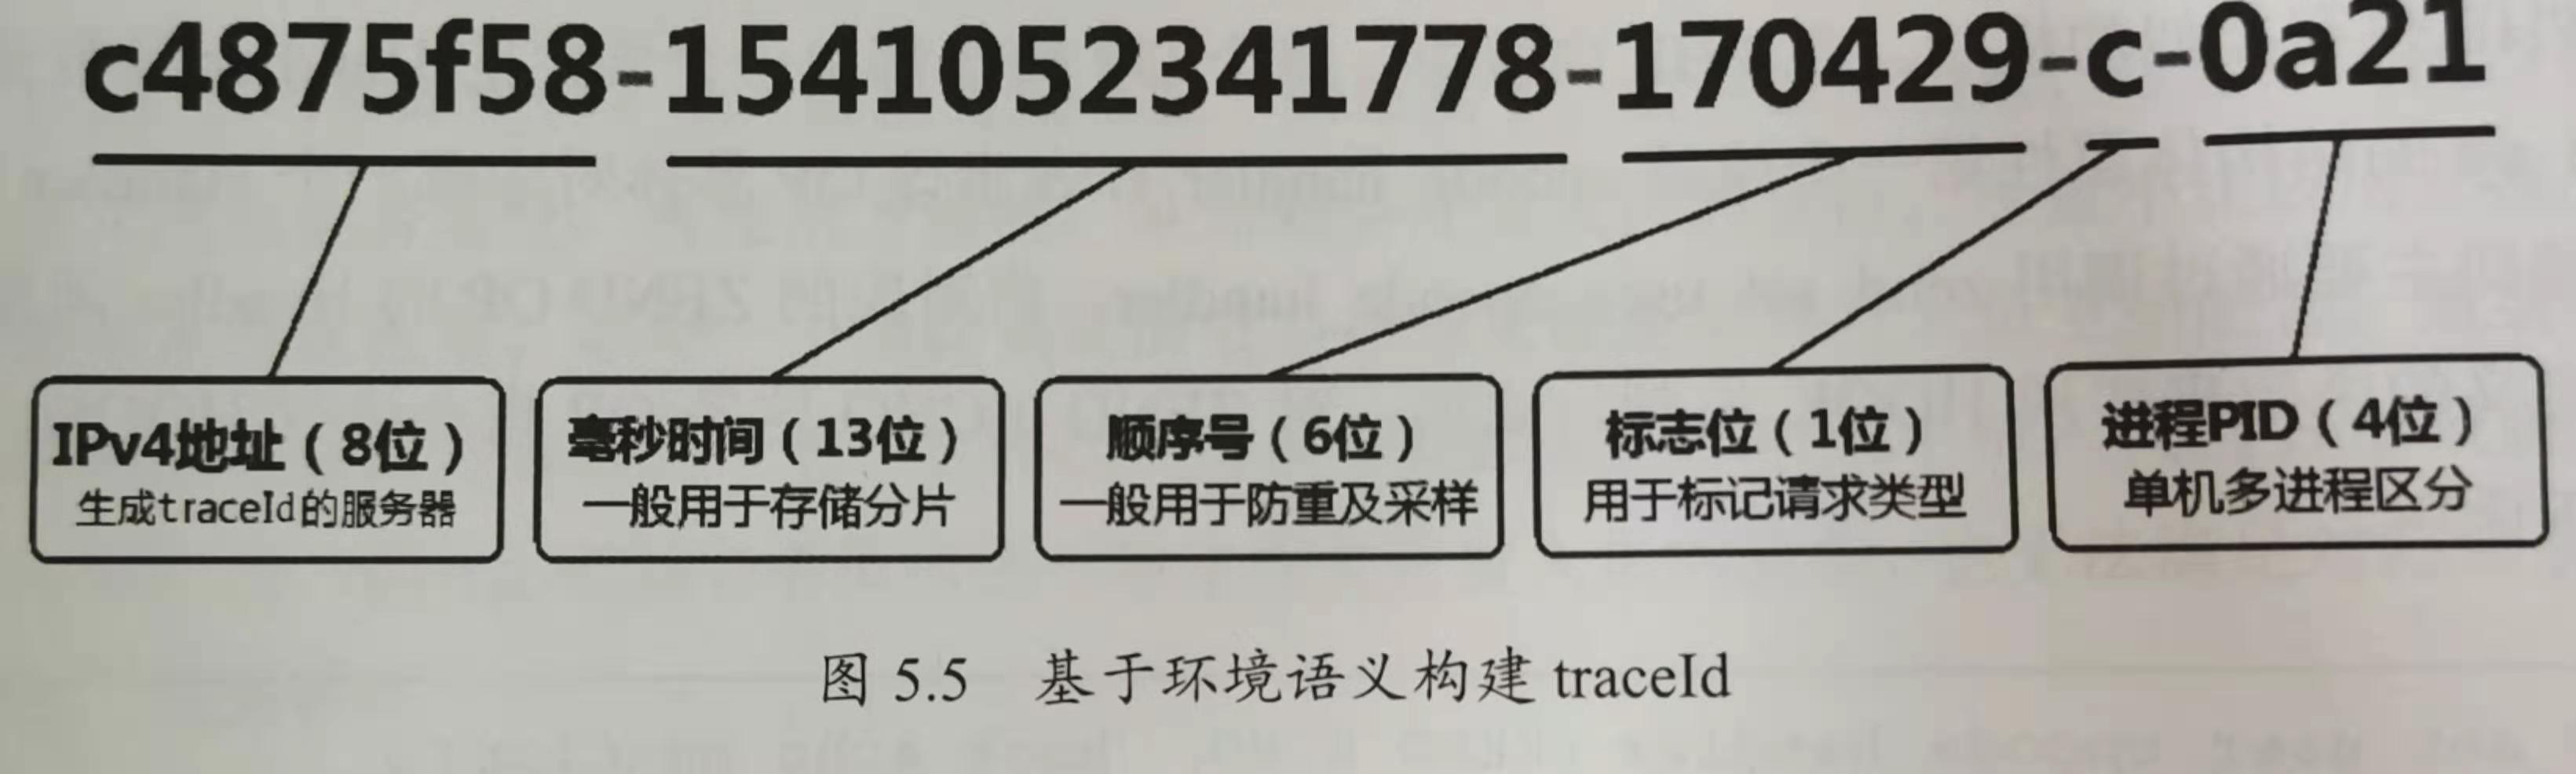 c4875f58-1541052341778-170429-c-0a21
IPv4地址（8位）
生成traceId的服务器
毫秒时间（13位）
一般用于存储分片
顺序号（6位）
一般用于防重及采样
标志位（1位）
用于标记请求类型
进程PID（4位）
单机多进程区分
图 5.5 基于环境语义构建 traceId